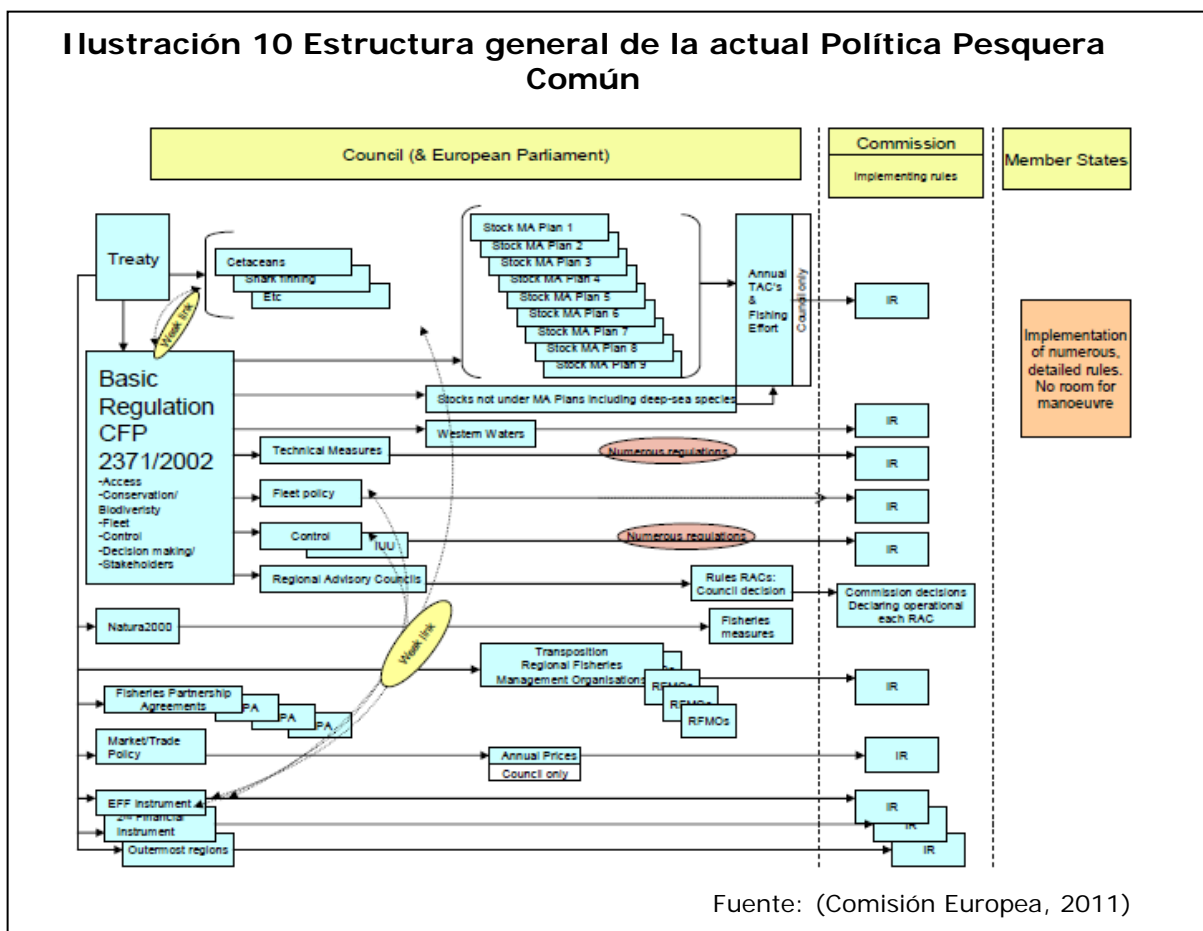 Ilustración 10 Estructura general de la actual Política Pesquera
Común
Council (& European Parliament)
Commission
Implementing rules
Member States
Treaty
Cetaceans
Shark finning
Etc
Week link
Stock MA Plan 1
Stock MA Plan 2
Stock MA Plan 3
Stock MA Plan 4
Stock MA Plan 5
Stock MA Plan 6
Stock MA Plan 7
Stock MA Plan 8
Stock MA Plan 9
Annual
TAC's
&
Fishing
Effort
Council only
IR
Implementation
of numerous,
detailed rules.
No room for
manoeuvre
Basic
Regulation
CFP
2371/2002
-Access
-Conservation/
Biodiveristy
-Fleet
-Control
-Decision making/
-Stakeholders
Stocks not under MA Plans including deep-sea species
Western Waters
IR
Technical Measures
Numerous regulations
IR
Fleet policy
IR
Control
IUU
Numerous regulations
IR
Regional Advisory Councils
Rules RACs:
Council decision
Commission decisions
Declaring operational
each RAC
Natura2000
Fisheries
measures
Week link
Transposition
Regional Fisheries
Management Organisations
RFMOs
RFMOs
RFMOs
IR
Fisheries Partnership
Agreements
PA
PA
PA
Market/Trade
Policy
Annual Prices
Council only
IR
EFF instrument
IR
2nd Financial
Instrument
IR
Outermost regions
IR
Fuente: (Comisión Europea, 2011)